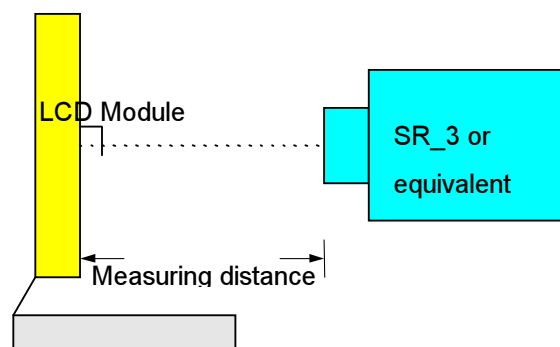 LCD Module
SR_3 or
equivalent
Measuring distance